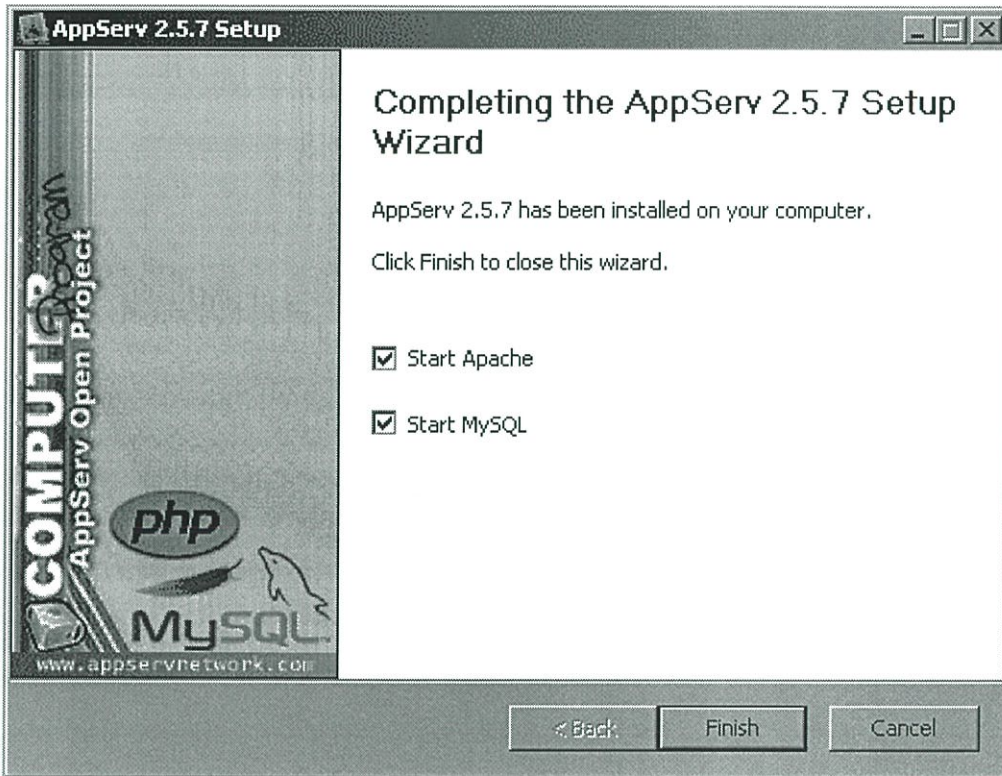 AppServ 2.5.7 Setup
Completing the AppServ 2.5.7 Setup
Wizard
AppServ 2.5.7 has been installed on your computer.
Click Finish to close this wizard.
Start Apache
Start MySQL
COMPUTER
AppServ Open Project
php
MySQL
www.appservnetwork.com
< Back
Finish
Cancel